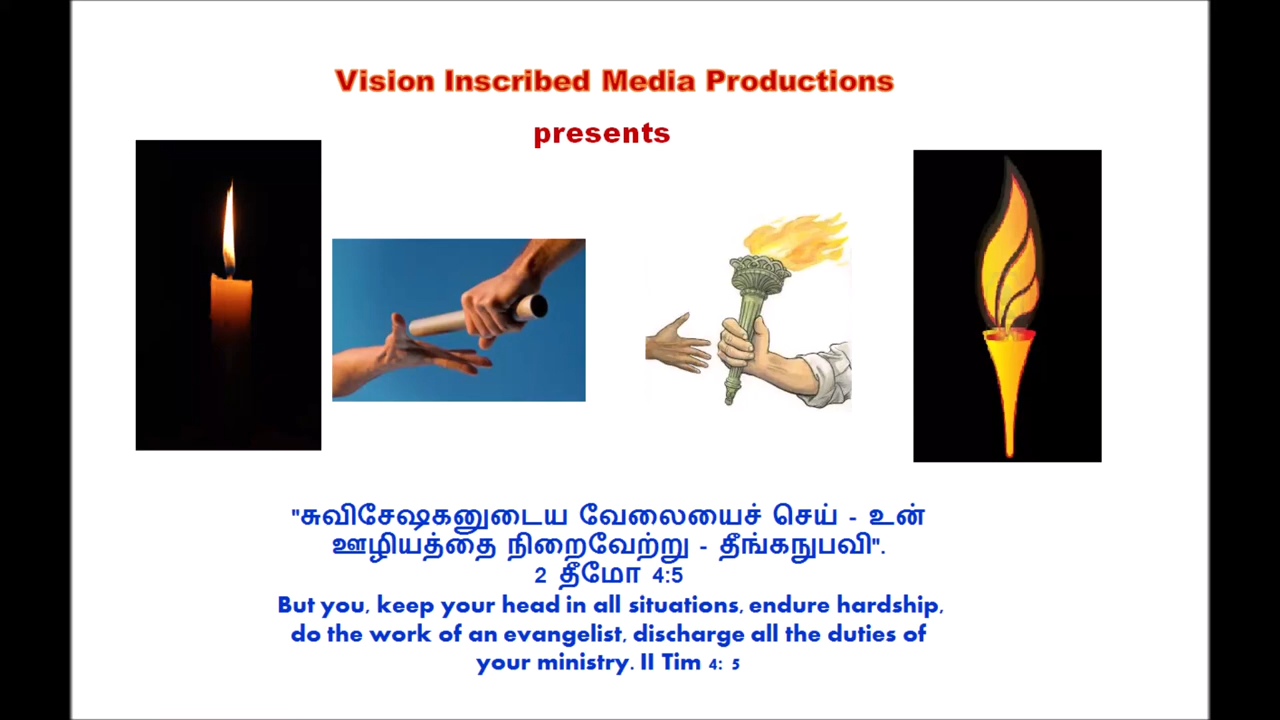 Vision Inscribed Media Productions
presents
"சுவிசேஷகனுடைய வேலையைச் செய் - உன்
ஊழியத்தை நிறைவேற்று - தீங்கநுபவி".
2 தீமோ 4:5
But you, keep your head in all situations, endure hardship,
do the work of an evangelist, discharge all the duties of
your ministry. II Tim 4: 5